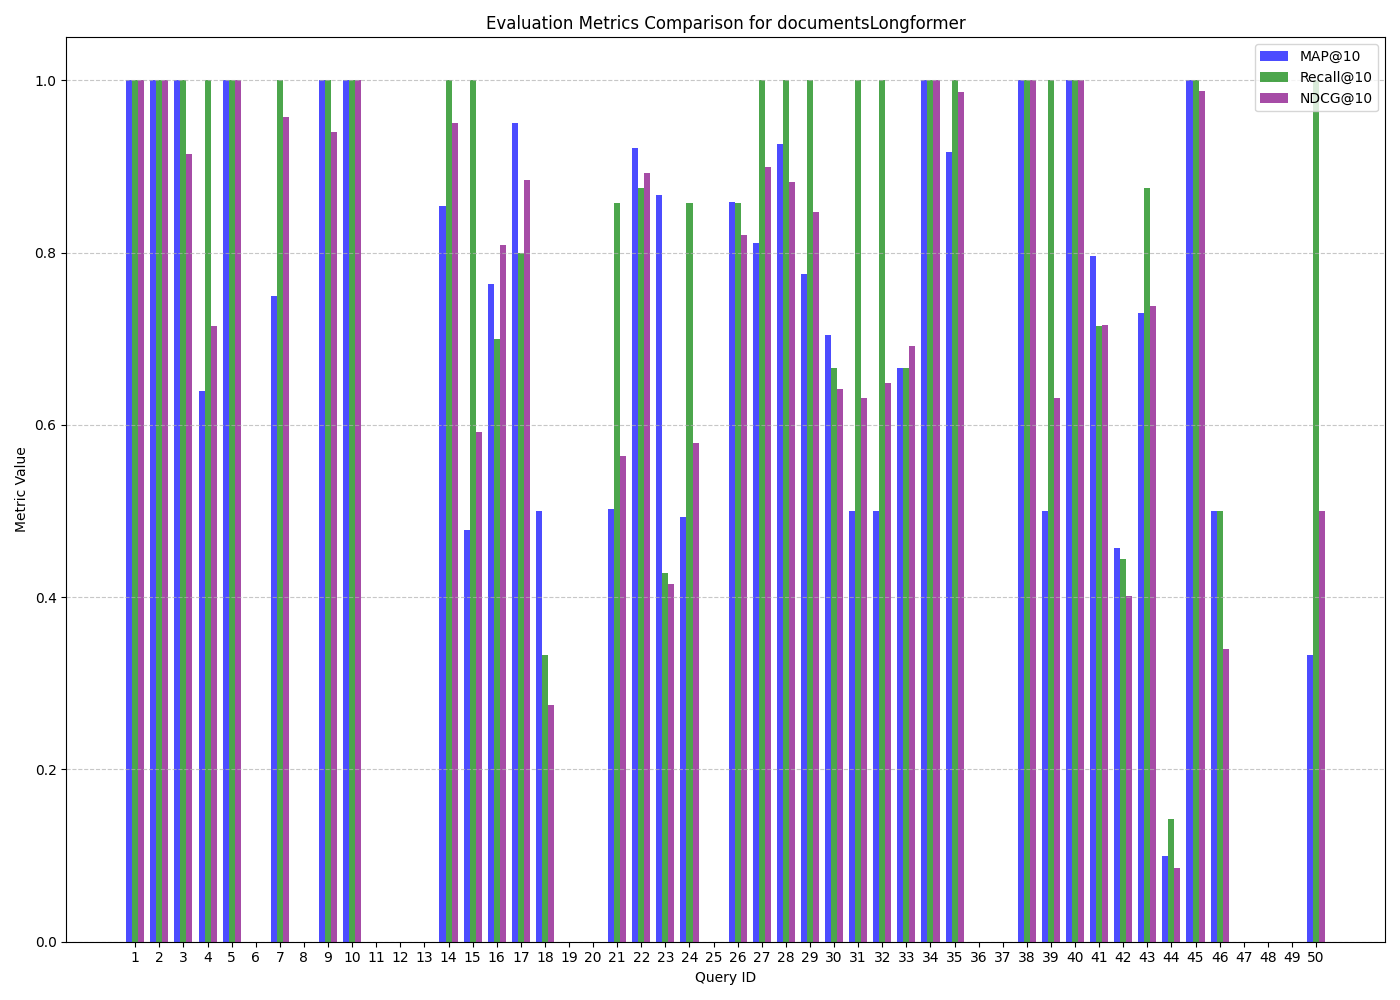 Evaluation Metrics Comparison for documentsLongformer
MAP@10
Recall@10
NDCG@10
Metric Value
1.0
0.8
0.6
0.4
0.2
0.0
1 2 3 4 5 6 7 8 9 10 11 12 13 14 15 16 17 18 19 20 21 22 23 24 25 26 27 28 29 30 31 32 33 34 35 36 37 38 39 40 41 42 43 44 45 46 47 48 49 50
Query ID